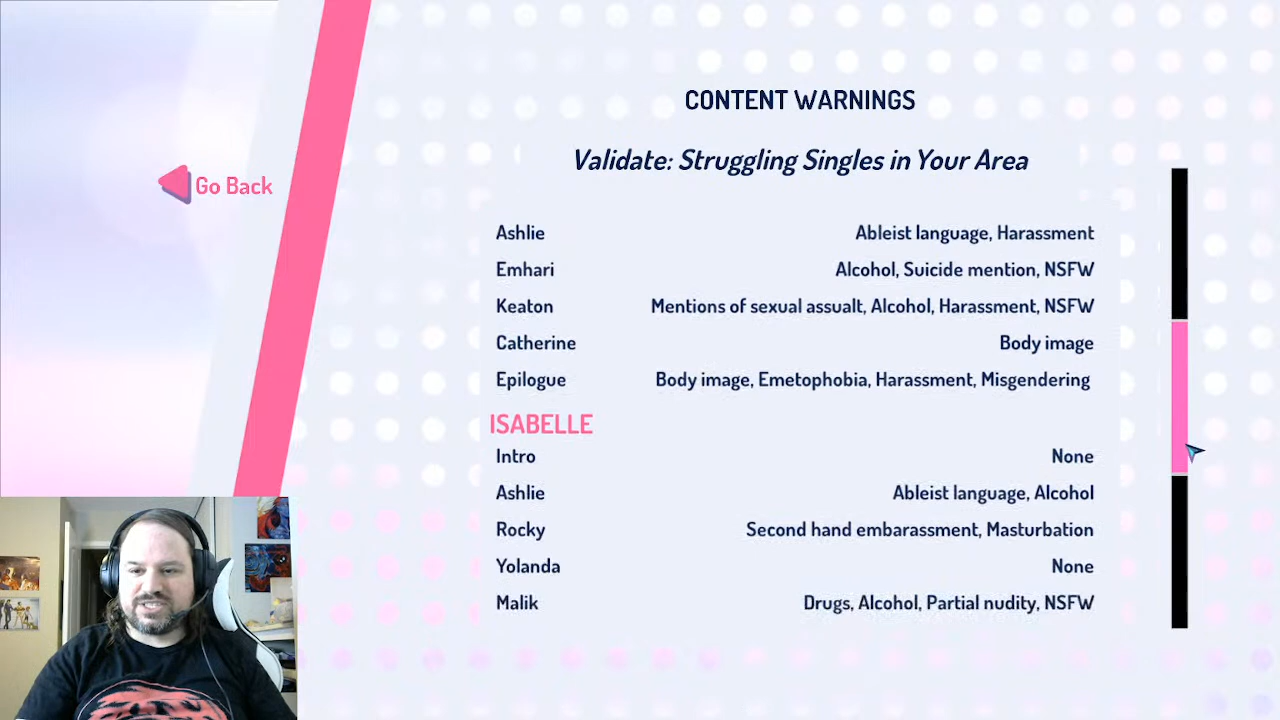 CONTENT WARNINGS
Validate: Struggling Singles in Your Area
Go Back
Ashlie Ableist language, Harassment
Emhari Alcohol, Suicide mention, NSFW
Keaton Mentions of sexual assualt, Alcohol, Harassment, NSFW
Catherine Body image
Epilogue Body image, Emetophobia, Harassment, Misgendering
ISABELLE
Intro None
Ashlie Ableist language, Alcohol
Rocky Second hand embarassment, Masturbation
Yolanda None
Malik Drugs, Alcohol, Partial nudity, NSFW